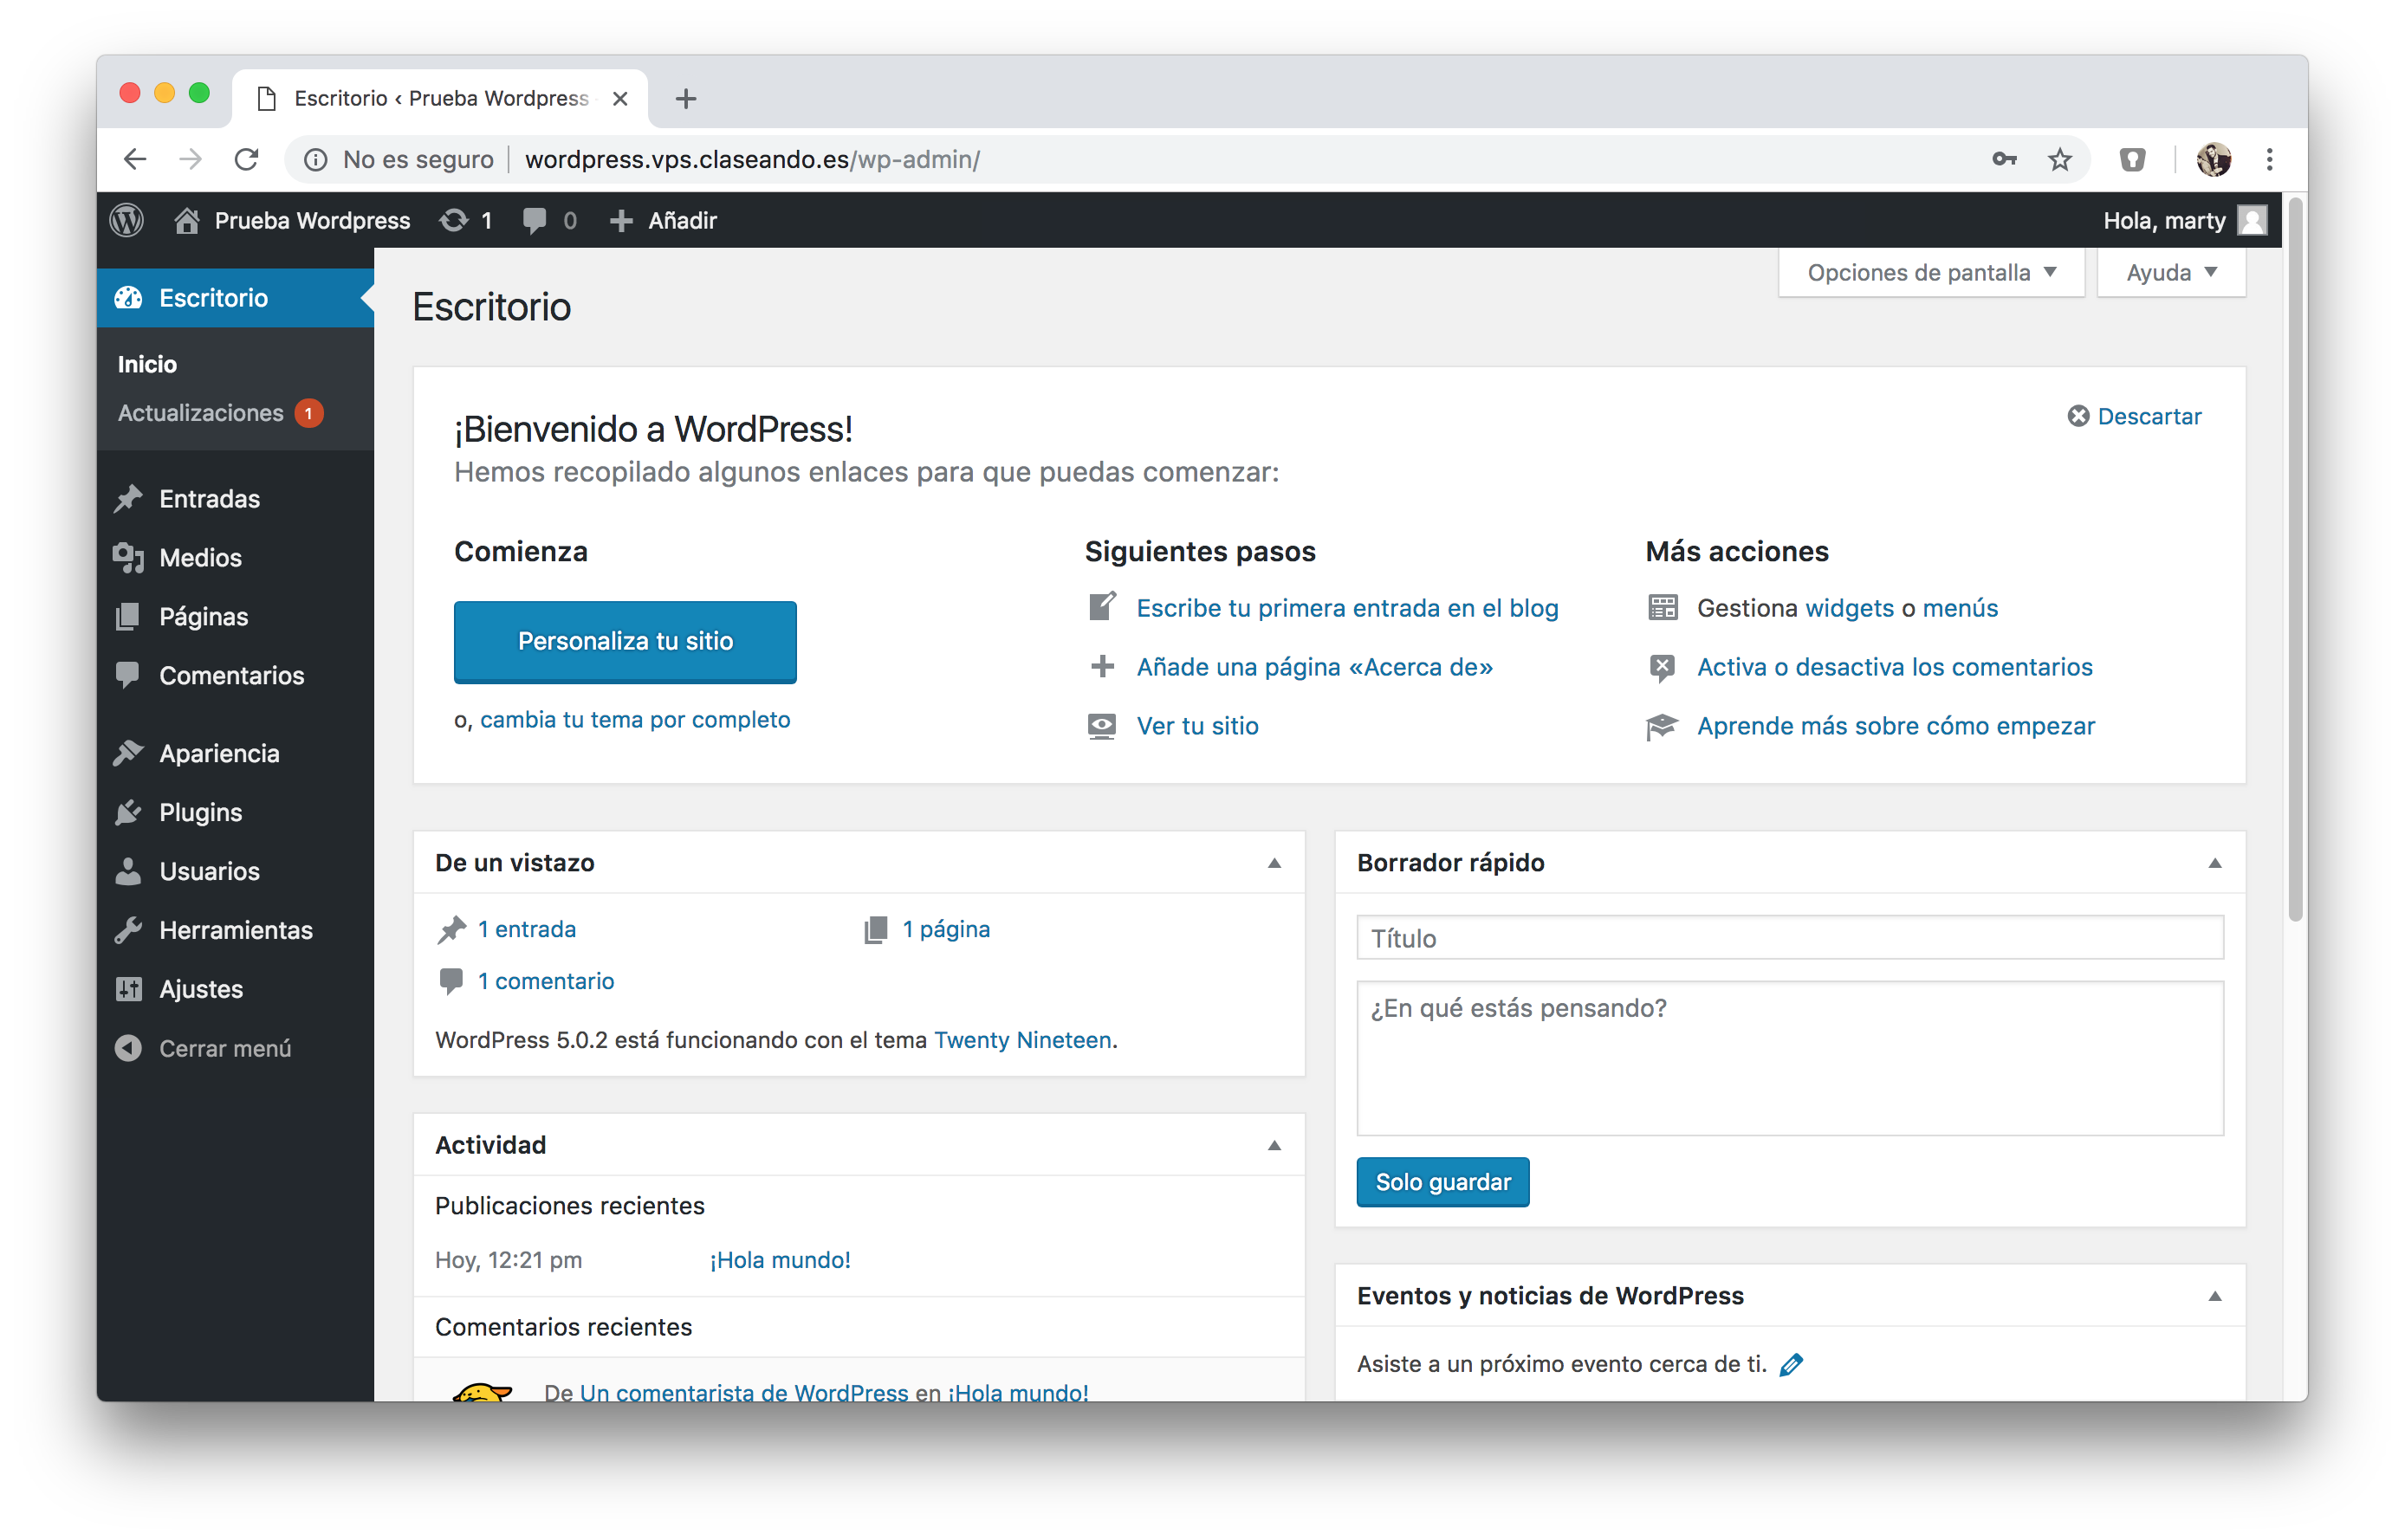 Escritorio ‹ Prueba Wordpress
No es seguro | wordpress.vps.claseando.es/wp-admin/
Prueba Wordpress 1 0 Añadir Hola, marty
Opciones de pantalla Ayuda
Escritorio
Inicio
Actualizaciones 1
Entradas
Medios
Páginas
Comentarios
Apariencia
Plugins
Usuarios
Herramientas
Ajustes
Cerrar menú
Escritorio
¡Bienvenido a WordPress!
Descartar
Hemos recopilado algunos enlaces para que puedas comenzar:
Comienza
Personaliza tu sitio
o, cambia tu tema por completo
Siguientes pasos
Escribe tu primera entrada en el blog
Añade una página «Acerca de»
Ver tu sitio
Más acciones
Gestiona widgets o menús
Activa o desactiva los comentarios
Aprende más sobre cómo empezar
De un vistazo
1 entrada
1 página
1 comentario
WordPress 5.0.2 está funcionando con el tema Twenty Nineteen.
Actividad
Publicaciones recientes
Hoy, 12:21 pm ¡Hola mundo!
Comentarios recientes
De Un comentarista de WordPress en ¡Hola mundo!
Borrador rápido
Título
¿En qué estás pensando?
Solo guardar
Eventos y noticias de WordPress
Asiste a un próximo evento cerca de ti.